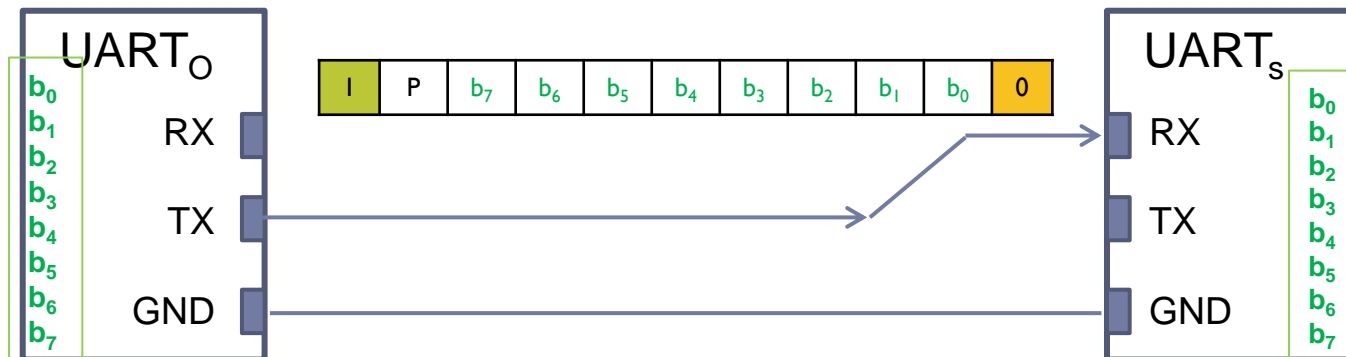 UARTO
b0
b1
b2
b3
b4
b5
b6
b7
RX
TX
GND
1 P b7 b6 b5 b4 b3 b2 b1 b0 0
UARTs
RX
TX
GND
b0
b1
b2
b3
b4
b5
b6
b7